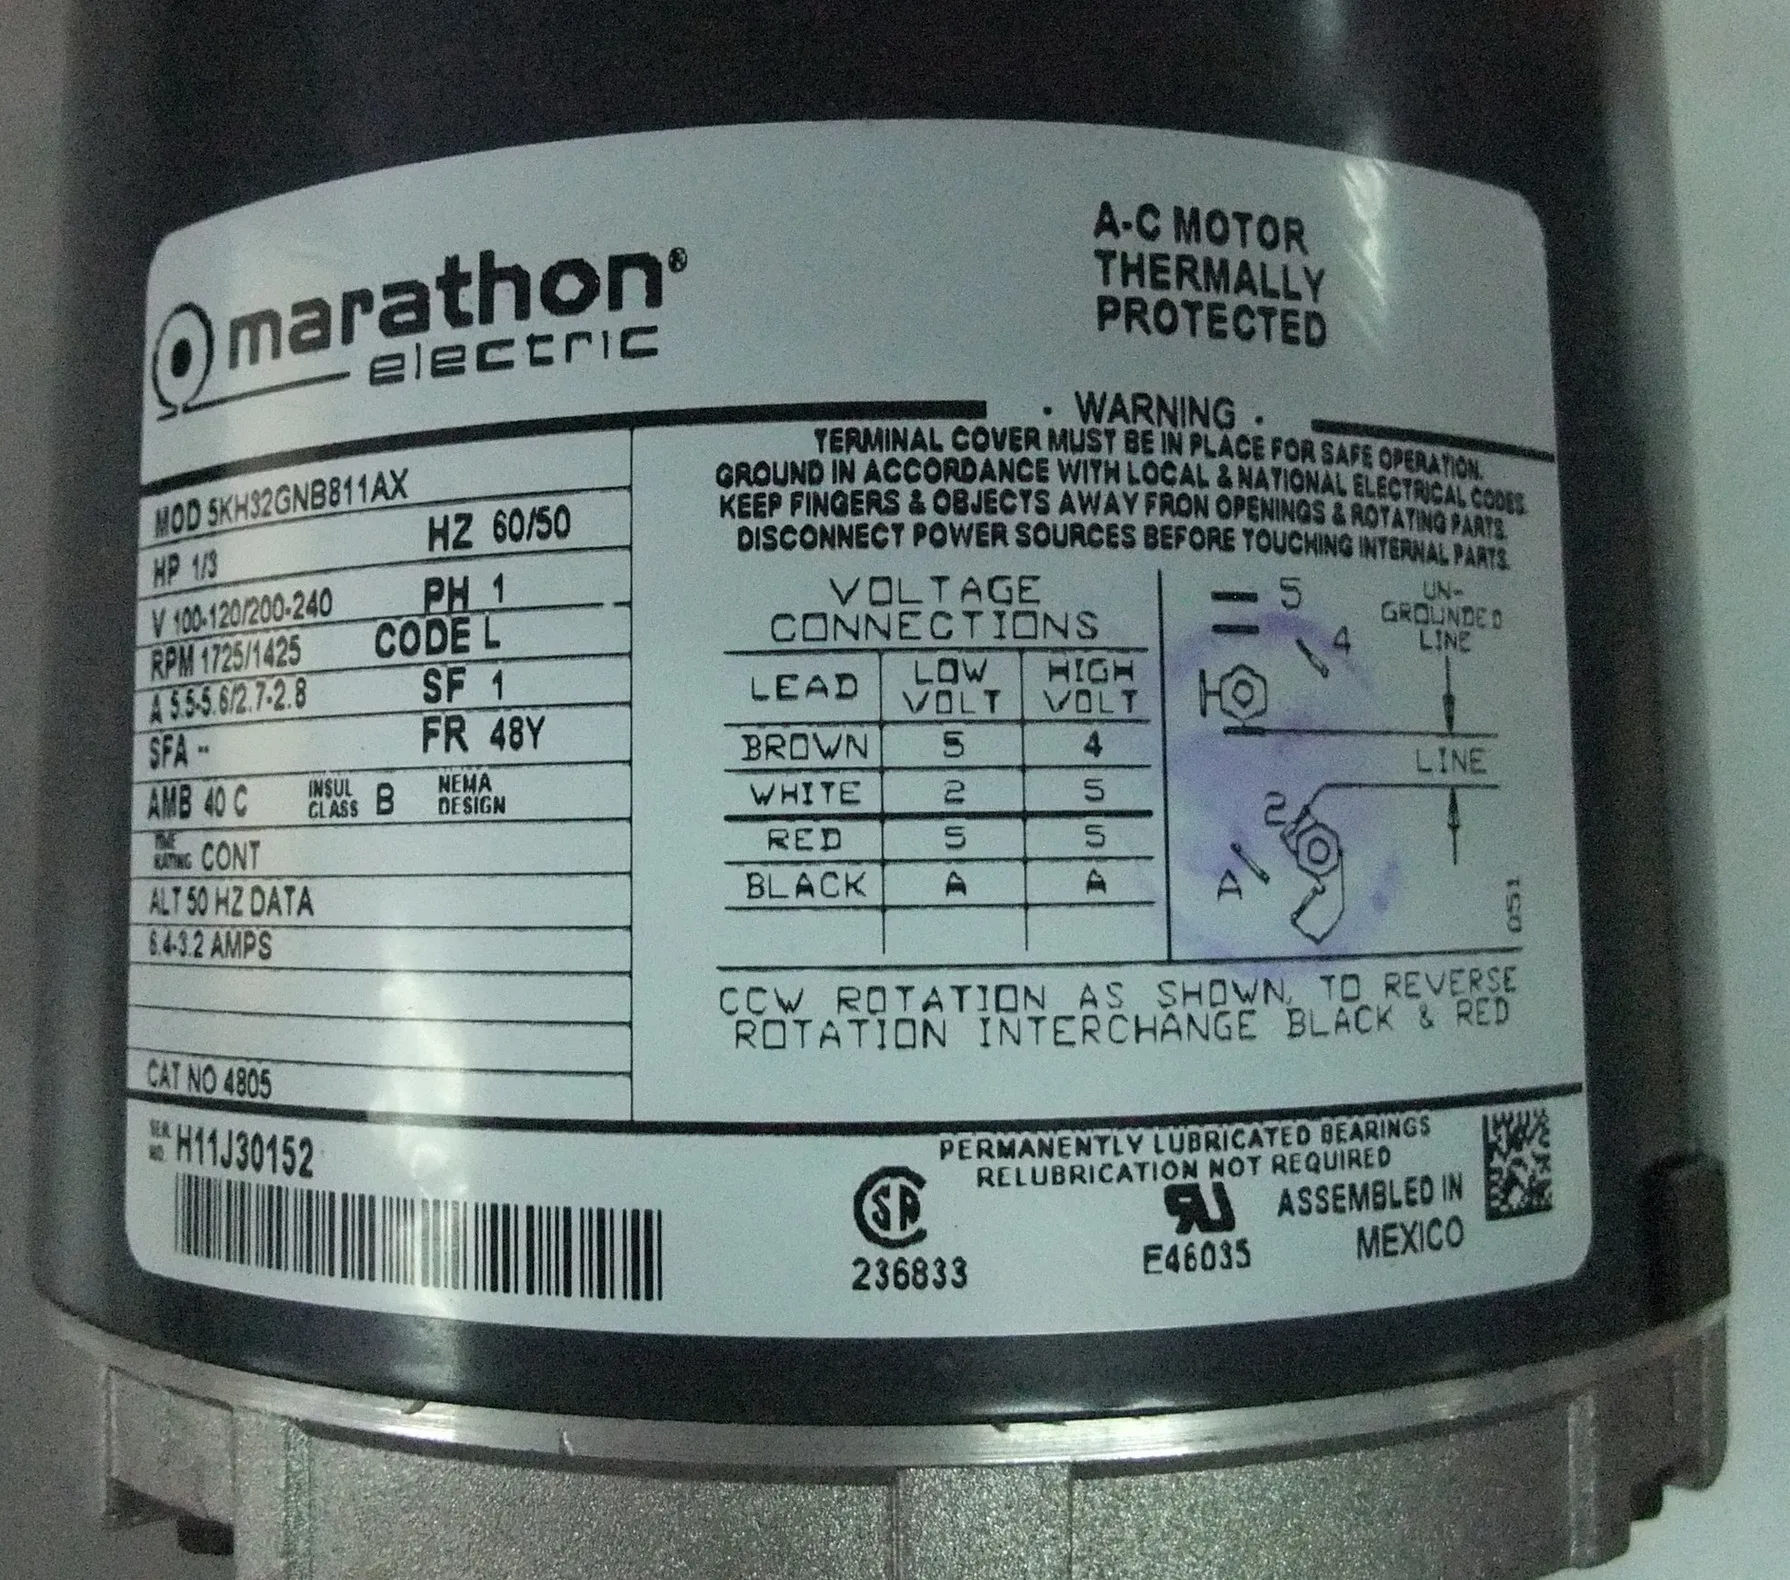 marathon®
electric
A-C MOTOR
THERMALLY
PROTECTED
MOD 5KH32GNB811AX
HP 1/3 HZ 60/50
V 100-120/200-240 PH 1
RPM 1725/1425 CODE L
A 5.5-5.6/2.7-2.8 SF 1
SFA -- FR 48Y
AMB 40 C INSUL CLASS B NEMA DESIGN
TIME RATING CONT
ALT 50 HZ DATA
6.4-3.2 AMPS
CAT NO 4805
· WARNING ·
TERMINAL COVER MUST BE IN PLACE FOR SAFE OPERATION.
GROUND IN ACCORDANCE WITH LOCAL & NATIONAL ELECTRICAL CODES.
KEEP FINGERS & OBJECTS AWAY FRON OPENINGS & ROTATING PARTS.
DISCONNECT POWER SOURCES BEFORE TOUCHING INTERNAL PARTS.
VOLTAGE
CONNECTIONS
LEAD LOW VOLT HIGH VOLT
BROWN 5 4
WHITE 2 5
RED 5 5
BLACK A A
5
4
UN-
GROUNDED
LINE
LINE
2
A
051
CCW ROTATION AS SHOWN, TO REVERSE
ROTATION INTERCHANGE BLACK & RED
SER. NO. H11J30152
PERMANENTLY LUBRICATED BEARINGS
RELUBRICATION NOT REQUIRED
236833
E46035
ASSEMBLED IN
MEXICO